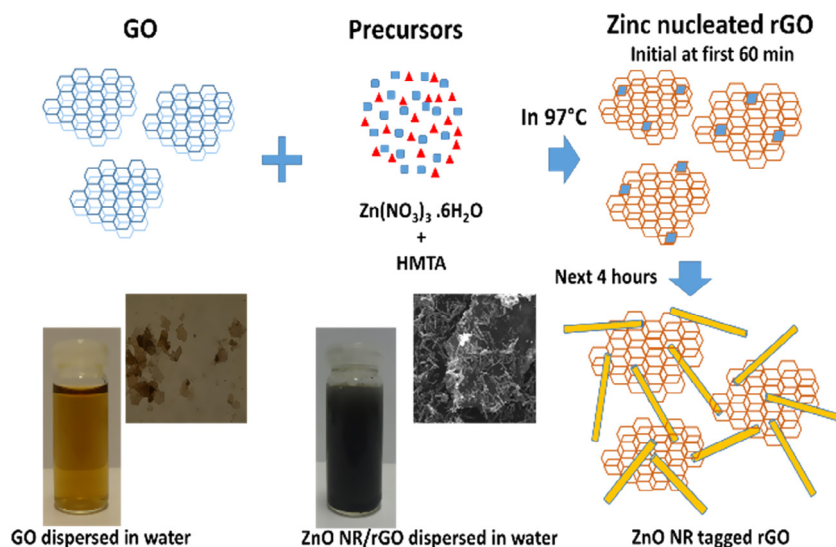 GO
Precursors
Zinc nucleated rGO
Initial at first 60 min
In 97°C
Zn(NO₃)₃ .6H₂O
+
HMTA
Next 4 hours
GO dispersed in water
ZnO NR/rGO dispersed in water
ZnO NR tagged rGO